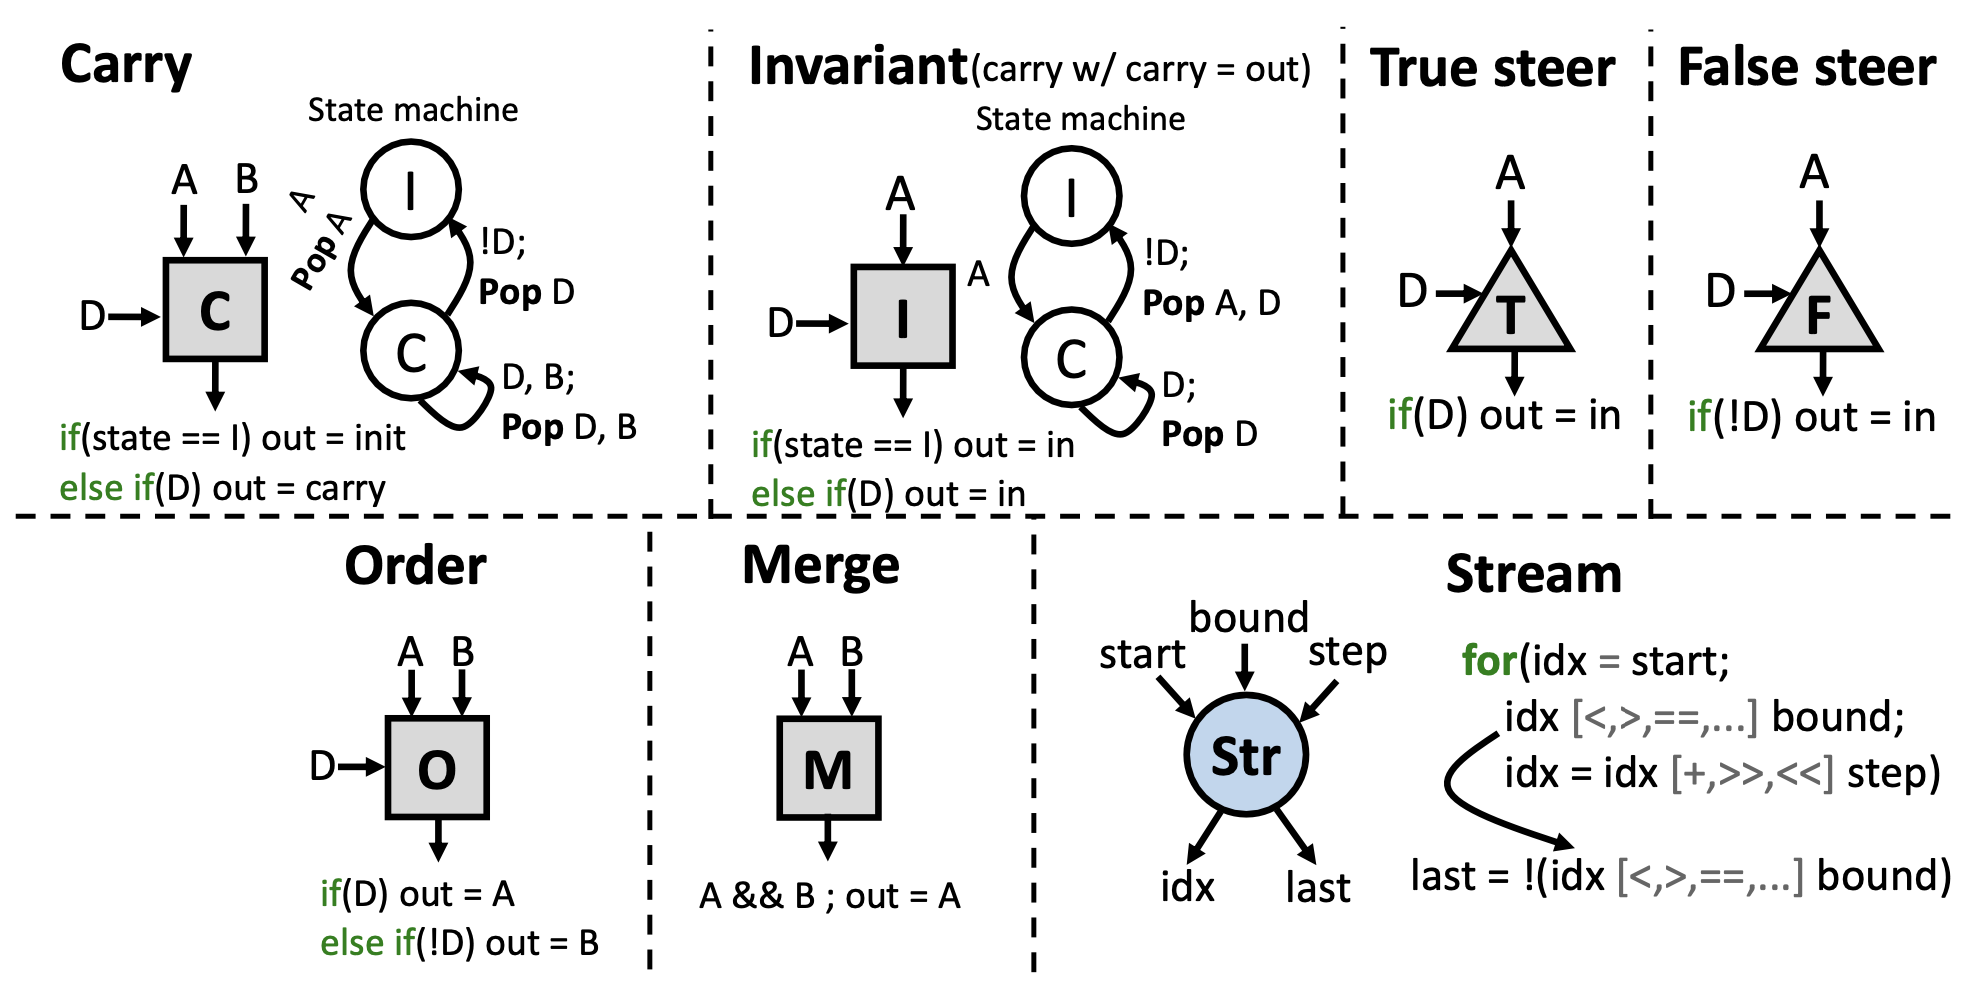 Carry
State machine
A B
D
C
A
Pop A
I
C
!D;
Pop D
D, B;
Pop D, B
if(state == I) out = init
else if(D) out = carry
Invariant(carry w/ carry = out)
State machine
A
D
I
A
I
C
!D;
Pop A, D
D;
Pop D
if(state == I) out = in
else if(D) out = in
True steer
A
D
T
if(D) out = in
False steer
A
D
F
if(!D) out = in
Order
A B
D
O
if(D) out = A
else if(!D) out = B
Merge
A B
M
A && B ; out = A
Stream
bound
start
step
Str
idx
last
for(idx = start;
idx [<,>,==,...] bound;
idx = idx [+,>>,<<] step)
last = !(idx [<,>,==,...] bound)